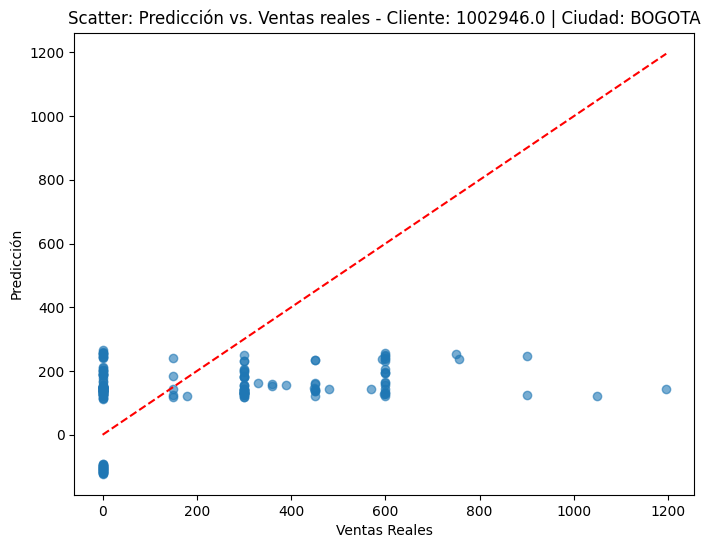 Scatter: Predicción vs. Ventas reales - Cliente: 1002946.0 | Ciudad: BOGOTA
1200
1000
800
600
400
200
0
Predicción
0 200 400 600 800 1000 1200
Ventas Reales